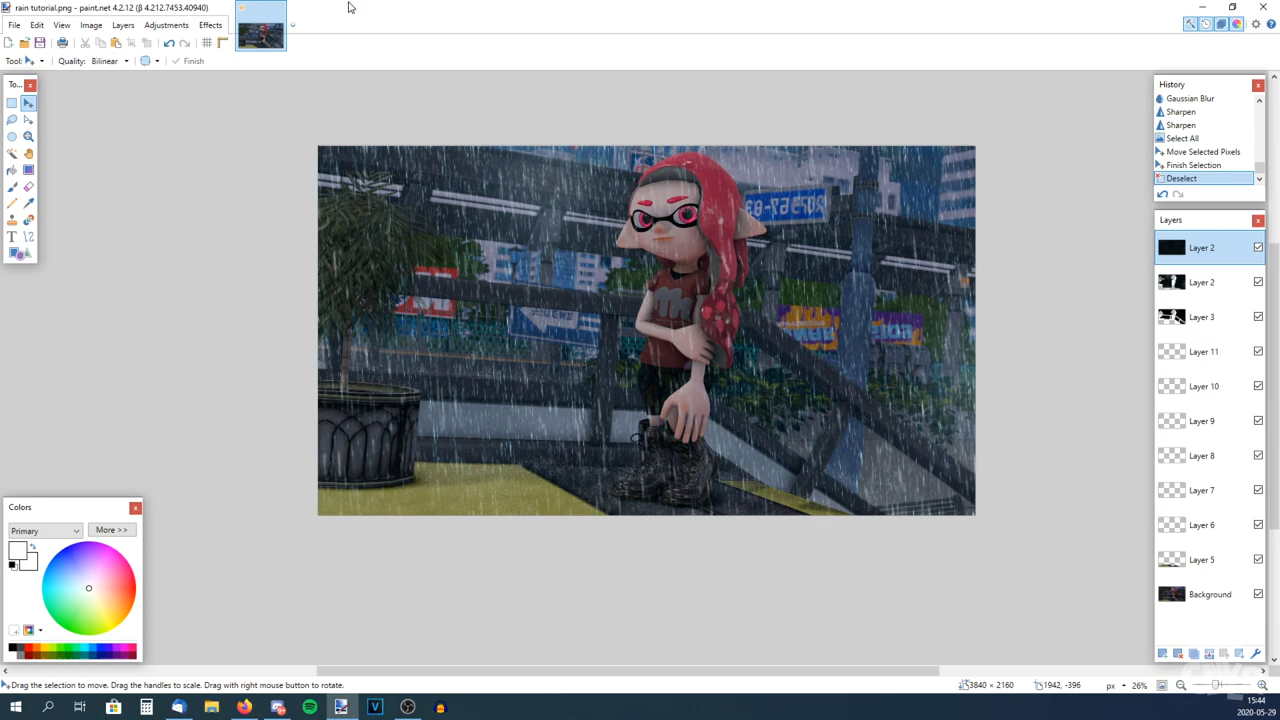 rain tutorial.png - paint.net 4.2.12 (β 4.212.7453.40940)
File Edit View Image Layers Adjustments Effects
Tool: Quality: Bilinear Finish
To...
History
Gaussian Blur
Sharpen
Sharpen
Select All
Move Selected Pixels
Finish Selection
Deselect
Layers
Layer 2
Layer 2
Layer 3
Layer 11
Layer 10
Layer 9
Layer 8
Layer 7
Layer 6
Layer 5
Background
Colors
Primary
More >>
Drag the selection to move. Drag the handles to scale. Drag with right mouse button to rotate.
3840 × 2160
1942, -396
px
26%
15:44
2020-05-29